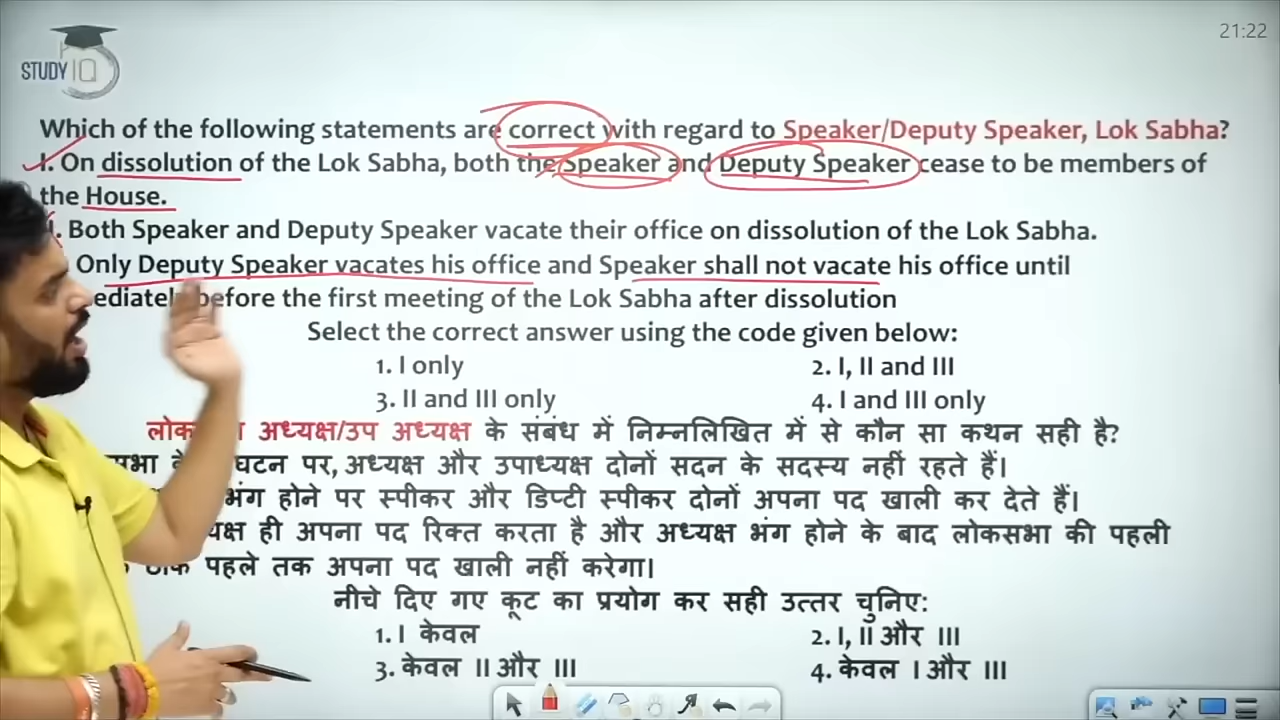 21:22
STUDY IQ
Which of the following statements are correct with regard to Speaker/Deputy Speaker, Lok Sabha?
I. On dissolution of the Lok Sabha, both the Speaker and Deputy Speaker cease to be members of
the House.
Both Speaker and Deputy Speaker vacate their office on dissolution of the Lok Sabha.
Only Deputy Speaker vacates his office and Speaker shall not vacate his office until
before the first meeting of the Lok Sabha after dissolution
Select the correct answer using the code given below:
1. I only 2. I, II and III
3. II and III only 4. I and III only
अध्यक्ष/उप अध्यक्ष के संबंध में निम्नलिखित में से कौन सा कथन सही है?
पर, अध्यक्ष और उपाध्यक्ष दोनों सदन के सदस्य नहीं रहते हैं।
भंग होने पर स्पीकर और डिप्टी स्पीकर दोनों अपना पद खाली कर देते हैं।
ही अपना पद रिक्त करता है और अध्यक्ष भंग होने के बाद लोकसभा की पहली
पहले तक अपना पद खाली नहीं करेगा।
नीचे दिए गए कूट का प्रयोग कर सही उत्तर चुनिए:
1. I केवल 2. I, II और III
3. केवल II और III 4. केवल I और III